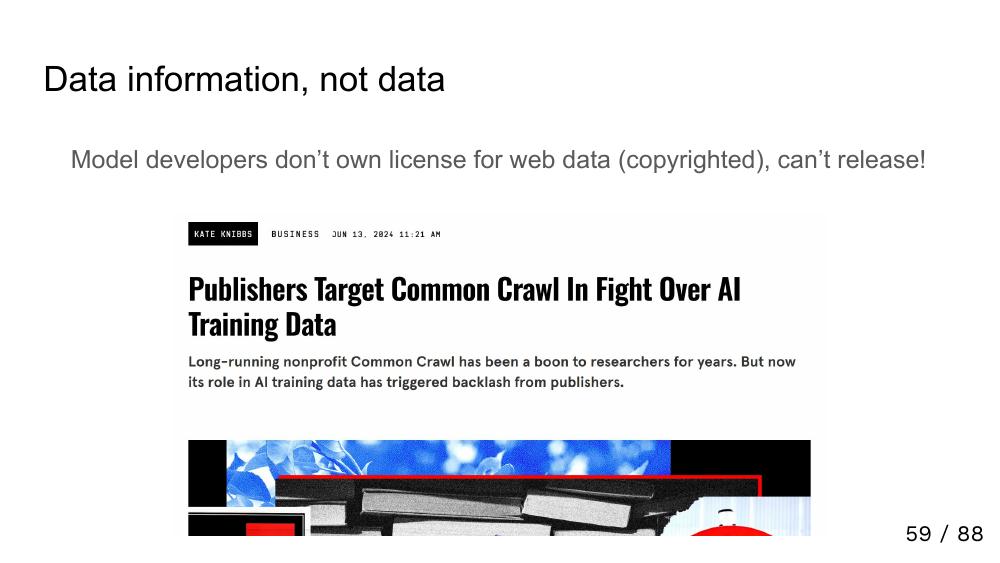 Data information, not data
Model developers don’t own license for web data (copyrighted), can’t release!
KATE KNIBBS BUSINESS JUN 13, 2024 11:21 AM
Publishers Target Common Crawl In Fight Over AI
Training Data
Long-running nonprofit Common Crawl has been a boon to researchers for years. But now
its role in AI training data has triggered backlash from publishers.
59 / 88